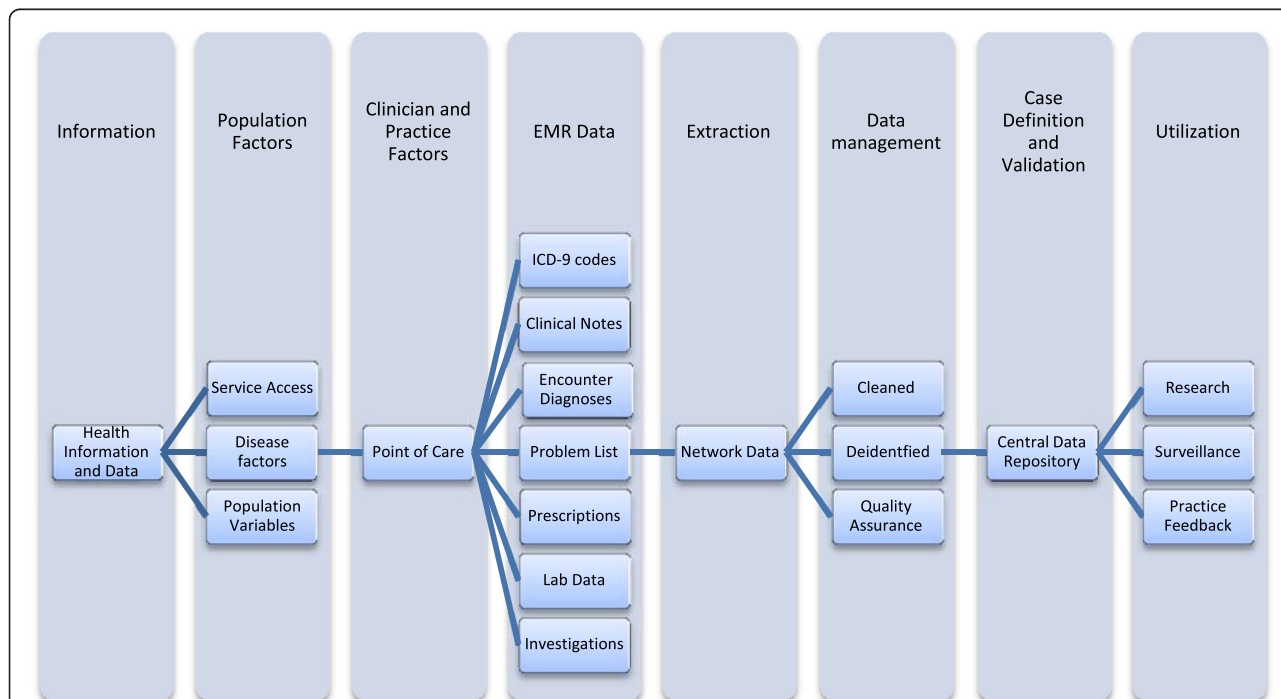 Information
Population
Factors
Clinician and
Practice
Factors
EMR Data
Extraction
Data
management
Case
Definition
and
Validation
Utilization
Health
Information
and Data
Service Access
Disease
factors
Population
Variables
Point of Care
ICD-9 codes
Clinical Notes
Encounter
Diagnoses
Problem List
Prescriptions
Lab Data
Investigations
Network Data
Cleaned
Deidentfied
Quality
Assurance
Central Data
Repository
Research
Surveillance
Practice
Feedback